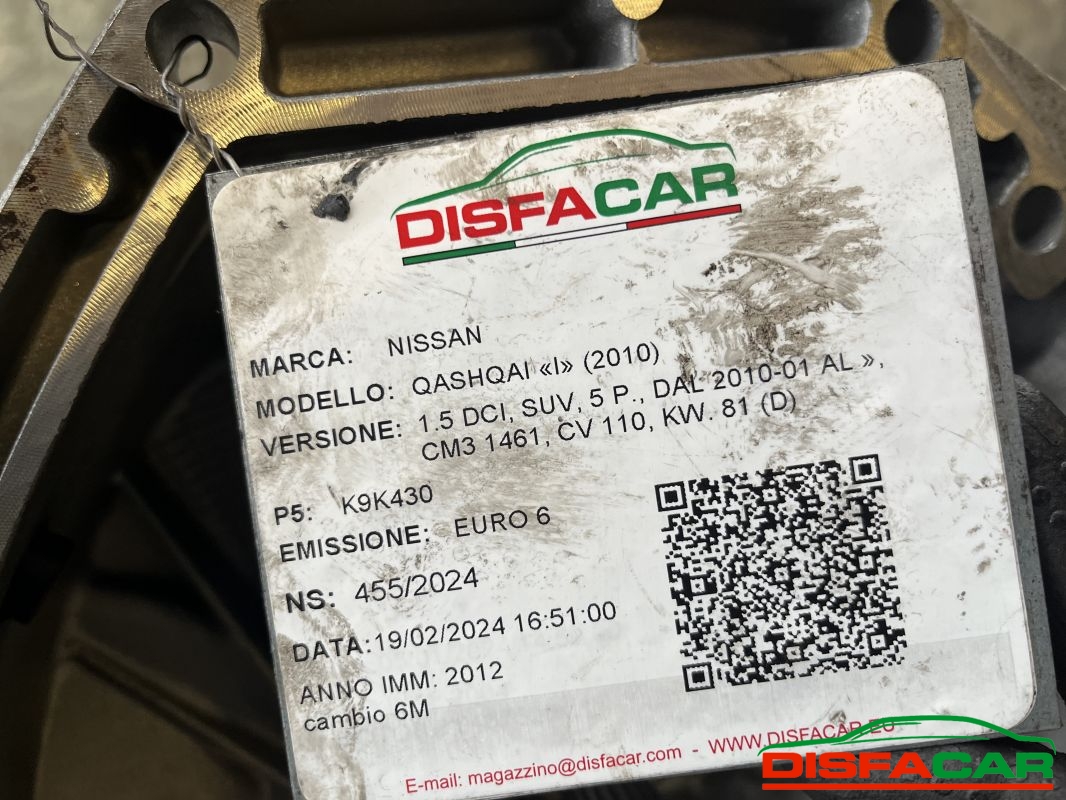 DISFACAR
MARCA: NISSAN
MODELLO: QASHQAI «I» (2010)
VERSIONE: 1.5 DCI, SUV, 5 P., DAL 2010-01 AL »,
CM3 1461, CV 110, KW. 81 (D)
P5: K9K430
EMISSIONE: EURO 6
NS: 455/2024
DATA:19/02/2024 16:51:00
ANNO IMM: 2012
cambio 6M
E-mail: magazzino@disfacar.com - WWW.DISFACAR.EU
DISFACAR